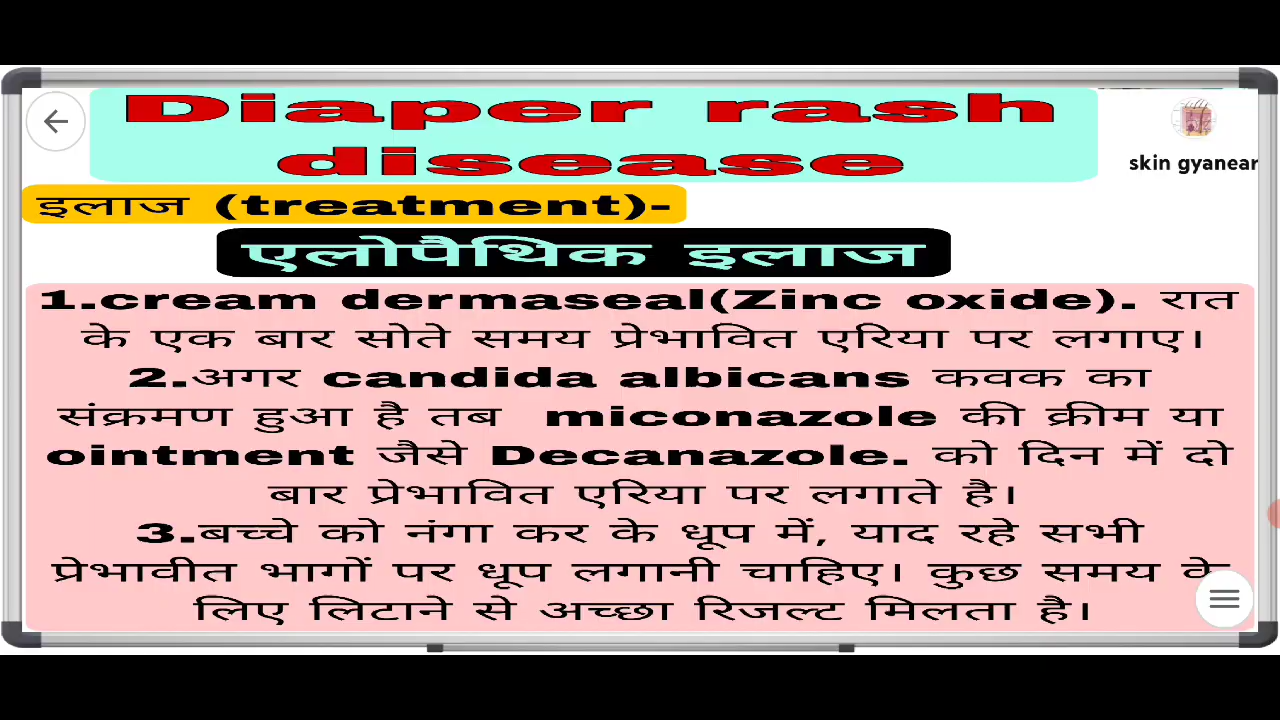 Diaper rash
disease
skin gyanear
इलाज (treatment)-
एलोपैथिक इलाज
1.cream dermaseal(Zinc oxide). रात
के एक बार सोते समय प्रेभावित एरिया पर लगाए।
2.अगर candida albicans कवक का
संक्रमण हुआ है तब miconazole की क्रीम या
ointment जैसे Decanazole. को दिन में दो
बार प्रेभावित एरिया पर लगाते है।
3.बच्चे को नंगा कर के धूप में, याद रहे सभी
प्रेभावीत भागों पर धूप लगानी चाहिए। कुछ समय के
लिए लिटाने से अच्छा रिजल्ट मिलता है।